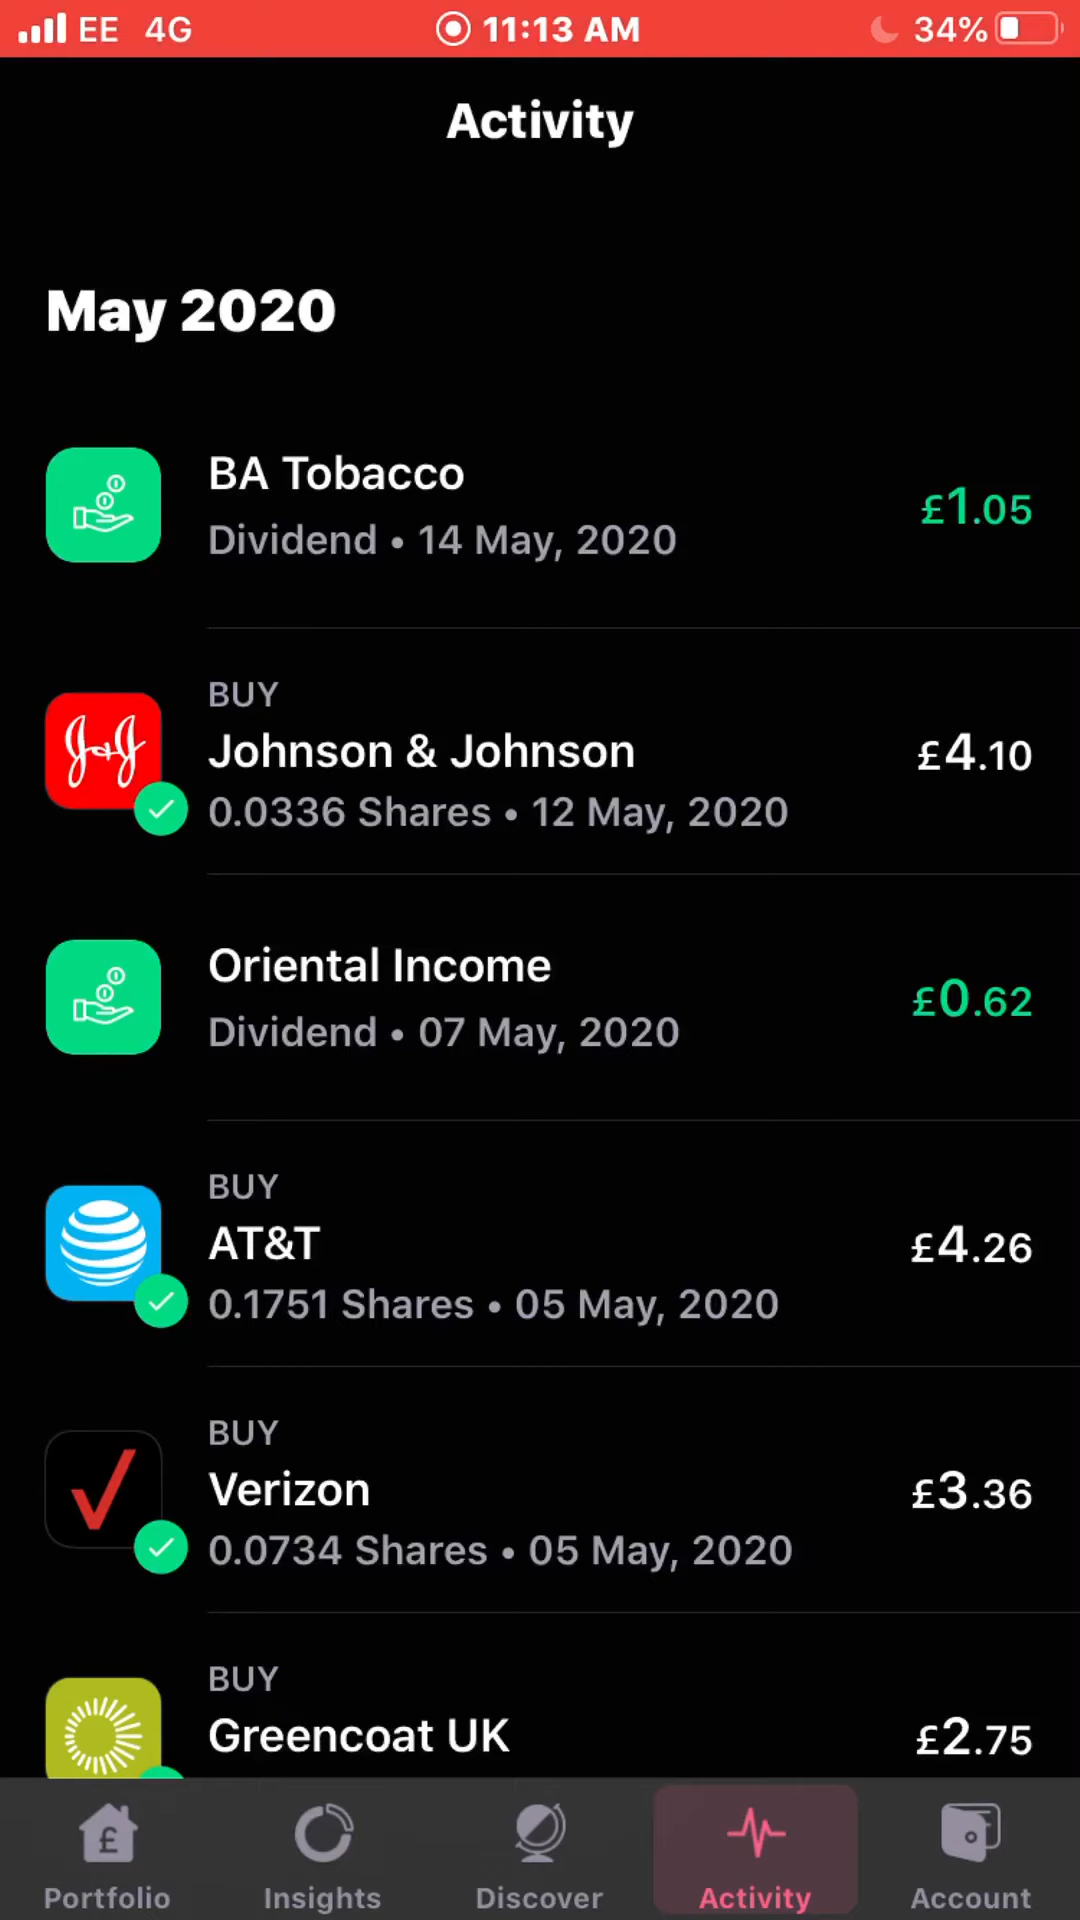 EE 4G 11:13 AM 34%
Activity
May 2020
BA Tobacco
Dividend • 14 May, 2020
£1.05
BUY
Johnson & Johnson
0.0336 Shares • 12 May, 2020
£4.10
Oriental Income
Dividend • 07 May, 2020
£0.62
BUY
AT&T
0.1751 Shares • 05 May, 2020
£4.26
BUY
Verizon
0.0734 Shares • 05 May, 2020
£3.36
BUY
Greencoat UK
£2.75
Portfolio Insights Discover Activity Account